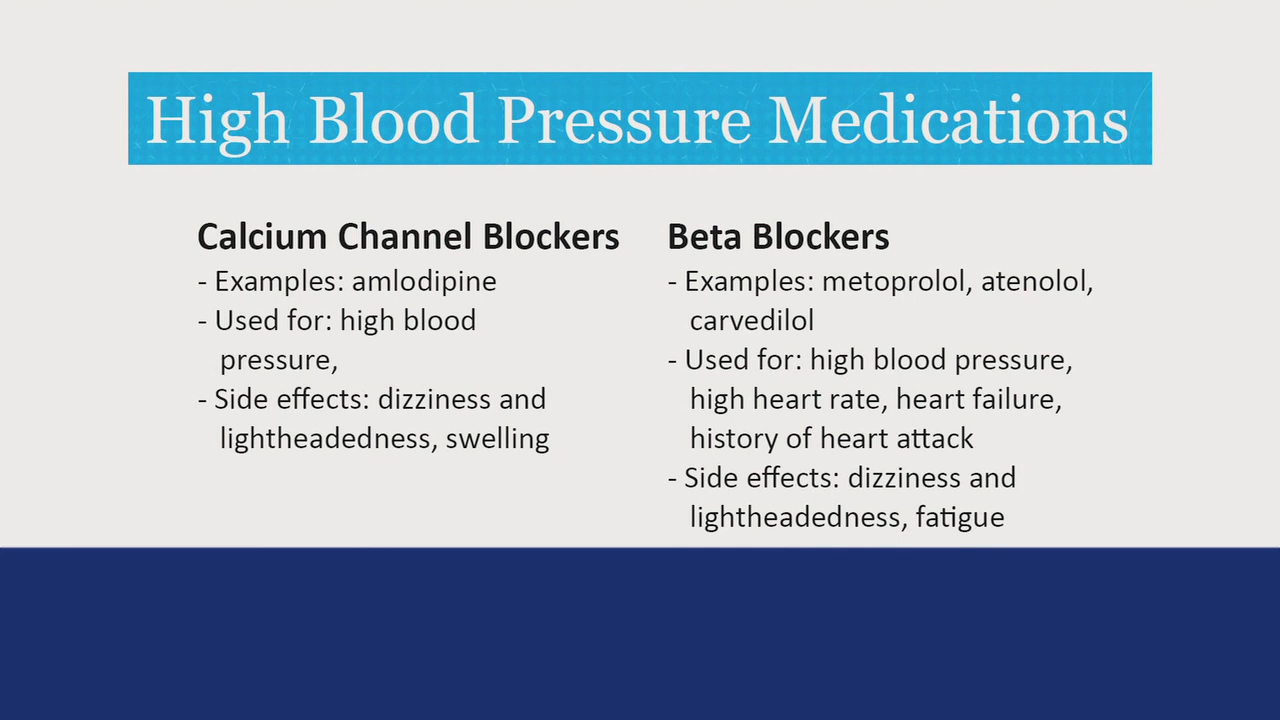 High Blood Pressure Medications
Calcium Channel Blockers
- Examples: amlodipine
- Used for: high blood
pressure,
- Side effects: dizziness and
lightheadedness, swelling
Beta Blockers
- Examples: metoprolol, atenolol,
carvedilol
- Used for: high blood pressure,
high heart rate, heart failure,
history of heart attack
- Side effects: dizziness and
lightheadedness, fatigue